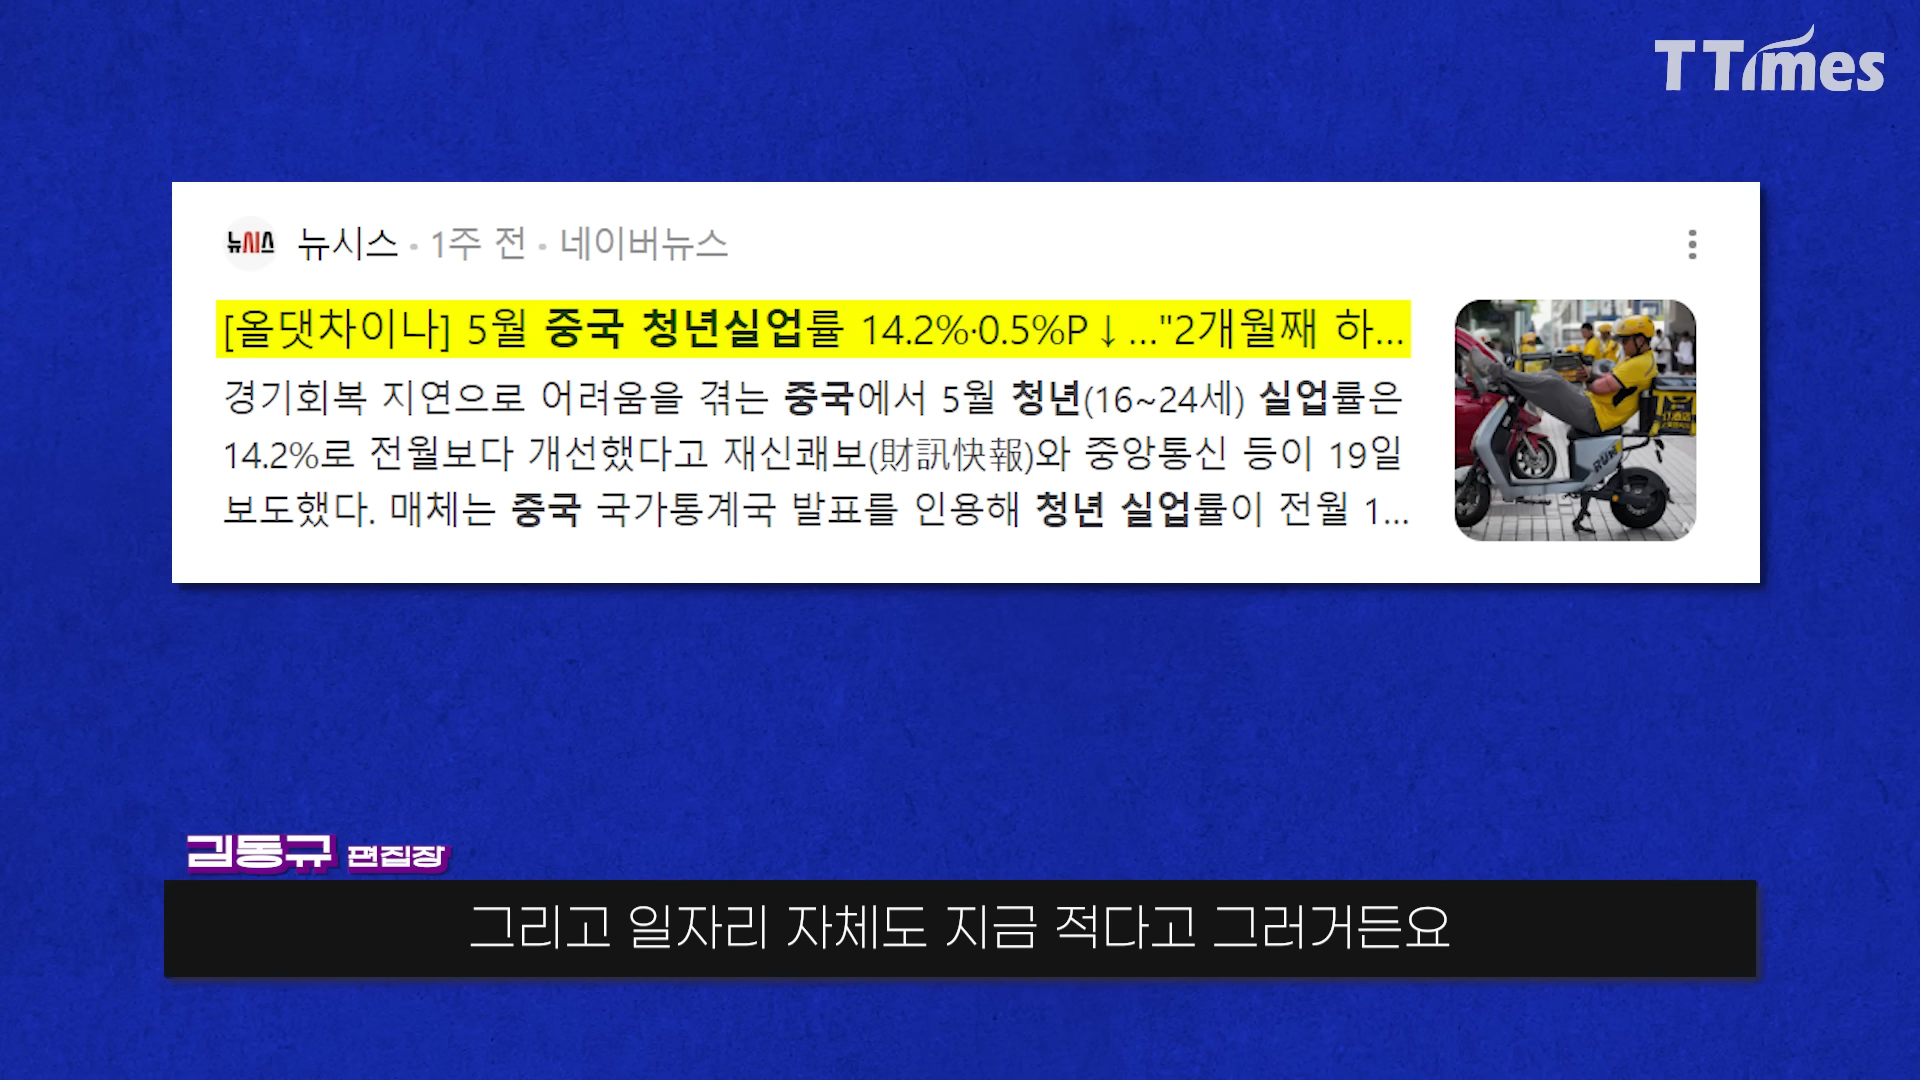 TTimes
뉴시스
뉴시스 · 1주 전 · 네이버뉴스
[올댓차이나] 5월 중국 청년실업률 14.2%·0.5%P↓…"2개월째 하...
경기회복 지연으로 어려움을 겪는 중국에서 5월 청년(16~24세) 실업률은
14.2%로 전월보다 개선했다고 재신쾌보(財訊快報)와 중앙통신 등이 19일
보도했다. 매체는 중국 국가통계국 발표를 인용해 청년 실업률이 전월 1...
김동규 편집장
그리고 일자리 자체도 지금 적다고 그러거든요